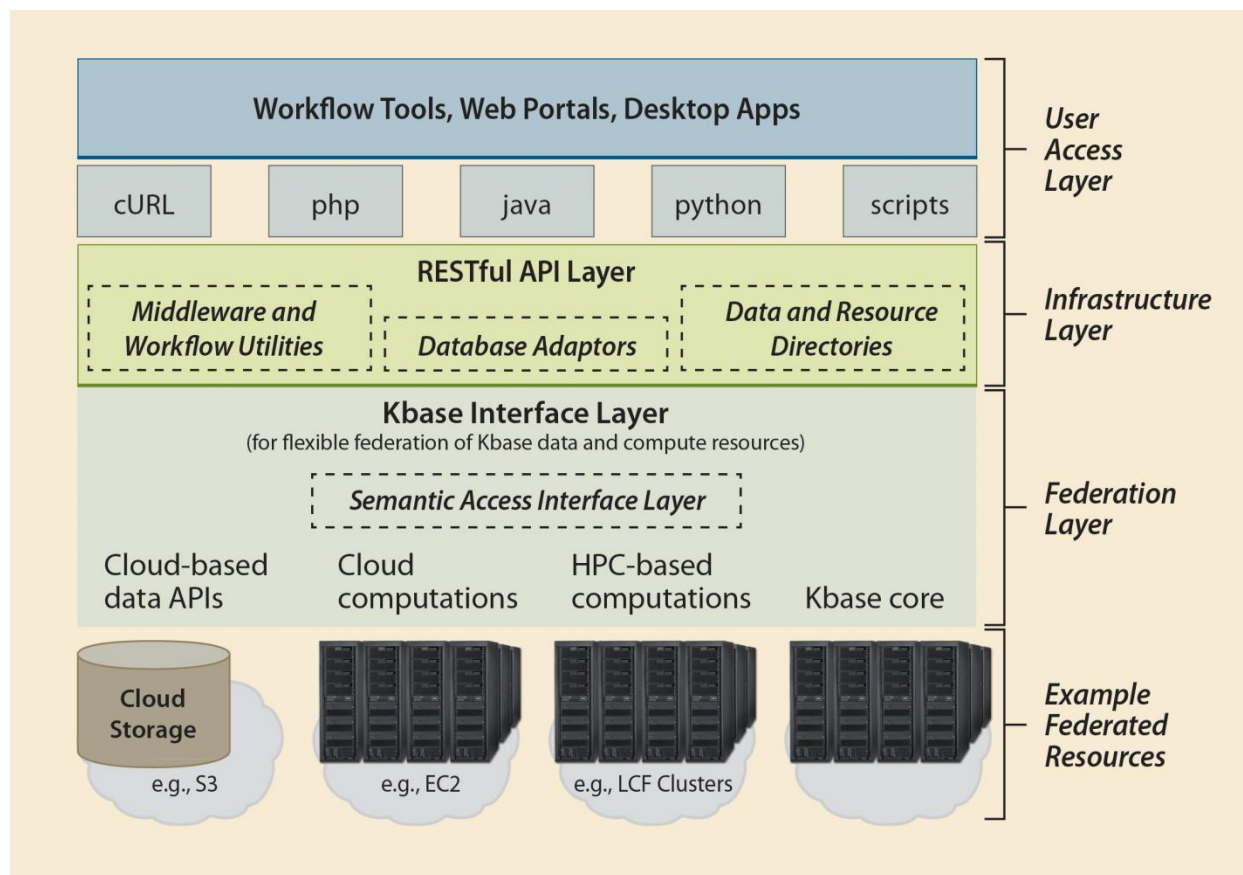 Workflow Tools, Web Portals, Desktop Apps
cURL
php
java
python
scripts
User
Access
Layer
RESTful API Layer
Middleware and
Workflow Utilities
Database Adaptors
Data and Resource
Directories
Infrastructure
Layer
Kbase Interface Layer
(for flexible federation of Kbase data and compute resources)
Semantic Access Interface Layer
Cloud-based
data APIs
Cloud
computations
HPC-based
computations
Kbase core
Federation
Layer
Cloud
Storage
e.g., S3
e.g., EC2
e.g., LCF Clusters
Example
Federated
Resources